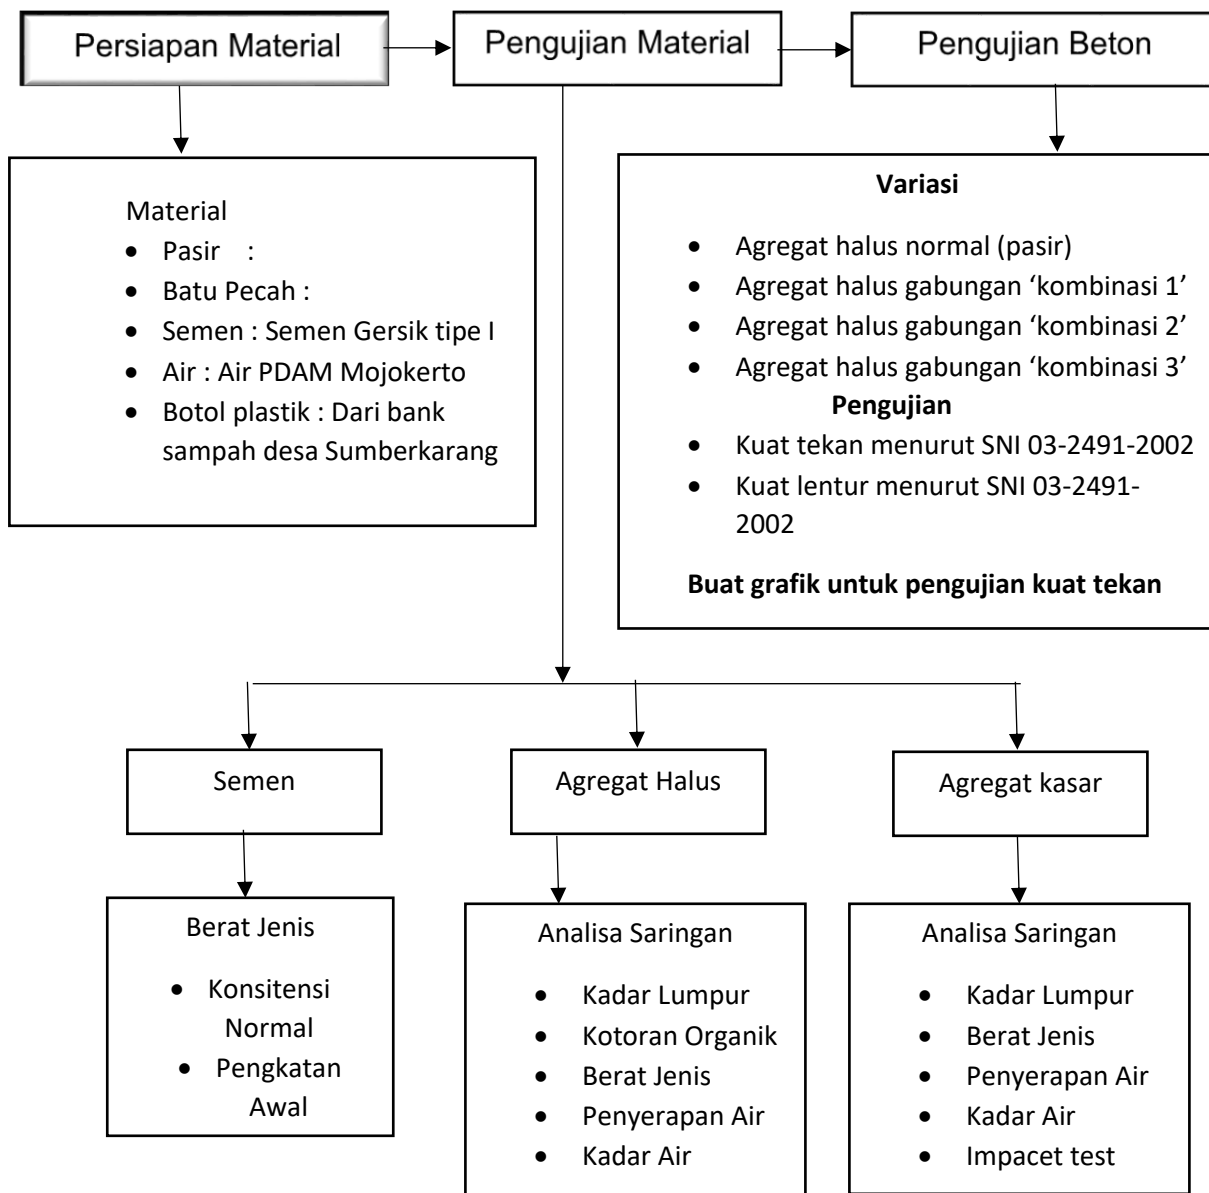 Persiapan Material
Pengujian Material
Pengujian Beton
Material
• Pasir :
• Batu Pecah :
• Semen : Semen Gersik tipe I
• Air : Air PDAM Mojokerto
• Botol plastik : Dari bank
sampah desa Sumberkarang
Variasi
• Agregat halus normal (pasir)
• Agregat halus gabungan ‘kombinasi 1’
• Agregat halus gabungan ‘kombinasi 2’
• Agregat halus gabungan ‘kombinasi 3’
Pengujian
• Kuat tekan menurut SNI 03-2491-2002
• Kuat lentur menurut SNI 03-2491-
2002
Buat grafik untuk pengujian kuat tekan
Semen
Agregat Halus
Agregat kasar
Berat Jenis
• Konsitensi
Normal
• Pengkatan
Awal
Analisa Saringan
• Kadar Lumpur
• Kotoran Organik
• Berat Jenis
• Penyerapan Air
• Kadar Air
Analisa Saringan
• Kadar Lumpur
• Berat Jenis
• Penyerapan Air
• Kadar Air
• Impacet test